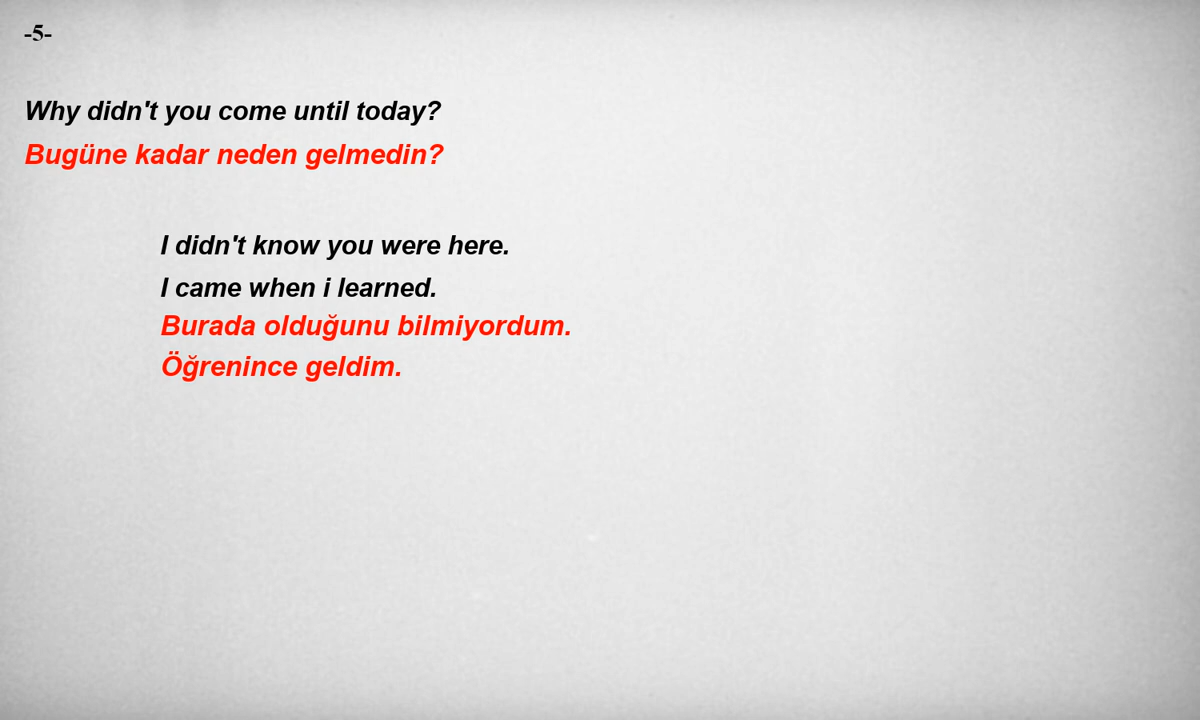 -5-
Why didn't you come until today?
Bugüne kadar neden gelmedin?
I didn't know you were here.
I came when i learned.
Burada olduğunu bilmiyordum.
Öğrenince geldim.